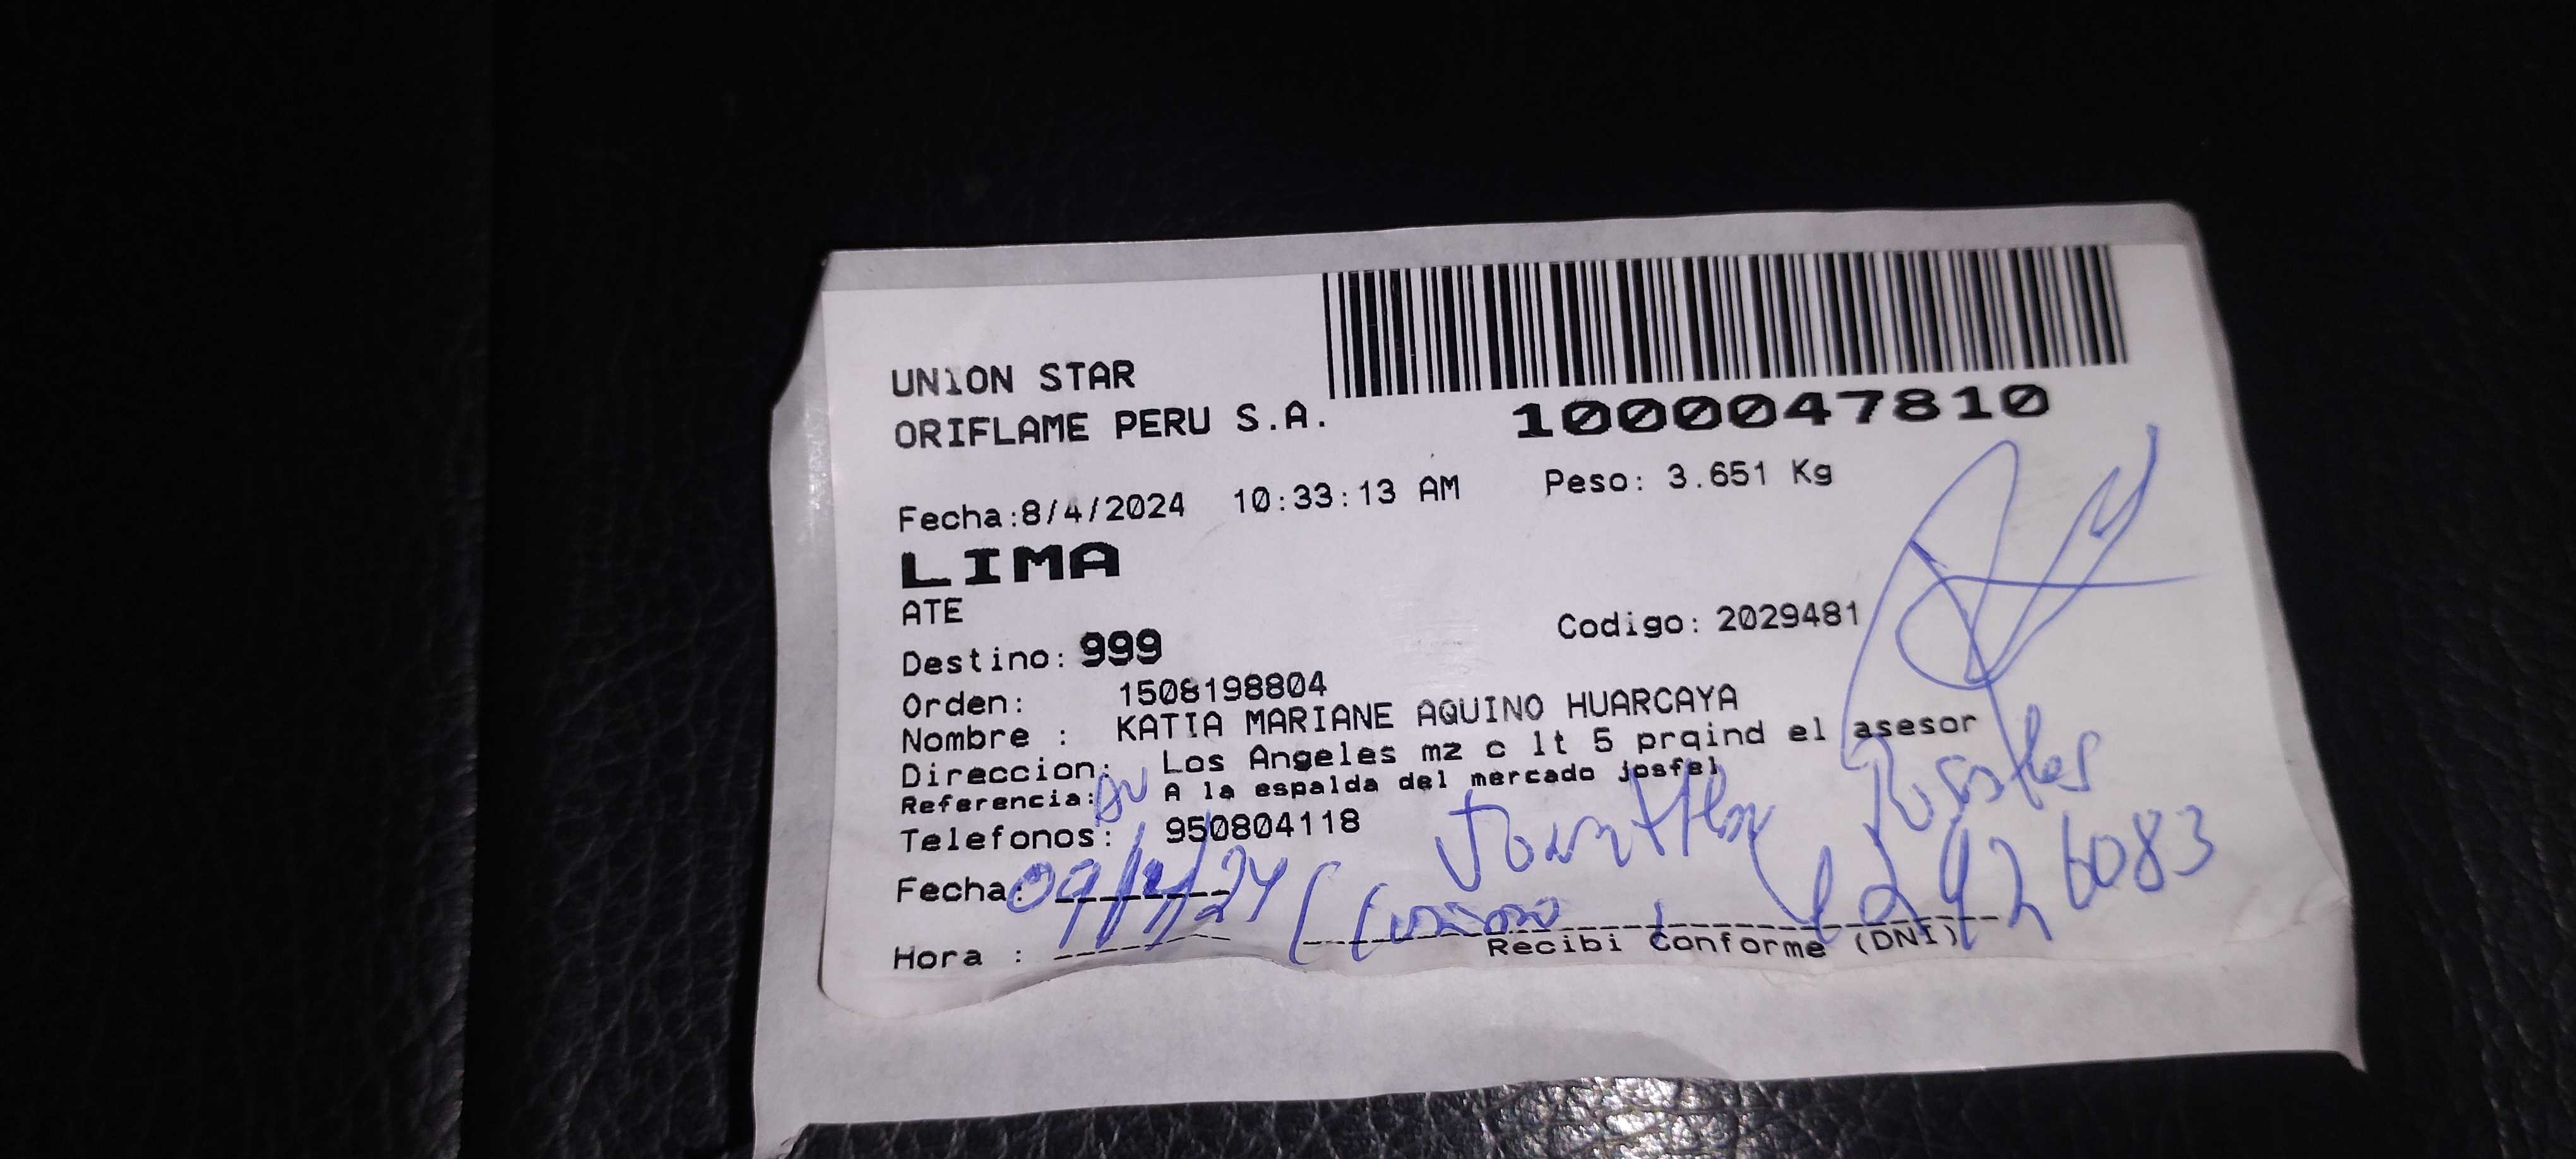 UNION STAR
ORIFLAME PERU S.A.
1000047810
Fecha:8/4/2024 10:33:13 AM Peso: 3.651 Kg
LIMA
ATE
Destino: 999 Codigo: 2029481
Orden: 1508198804
Nombre : KATIA MARIANE AQUINO HUARCAYA
Direccion: Los Angeles mz c lt 5 prqind el asesor
Referencia: A la espalda del mercado josfel
Telefonos: 950804118
Fecha: 
Hora :
Recibi Conforme (DNI)